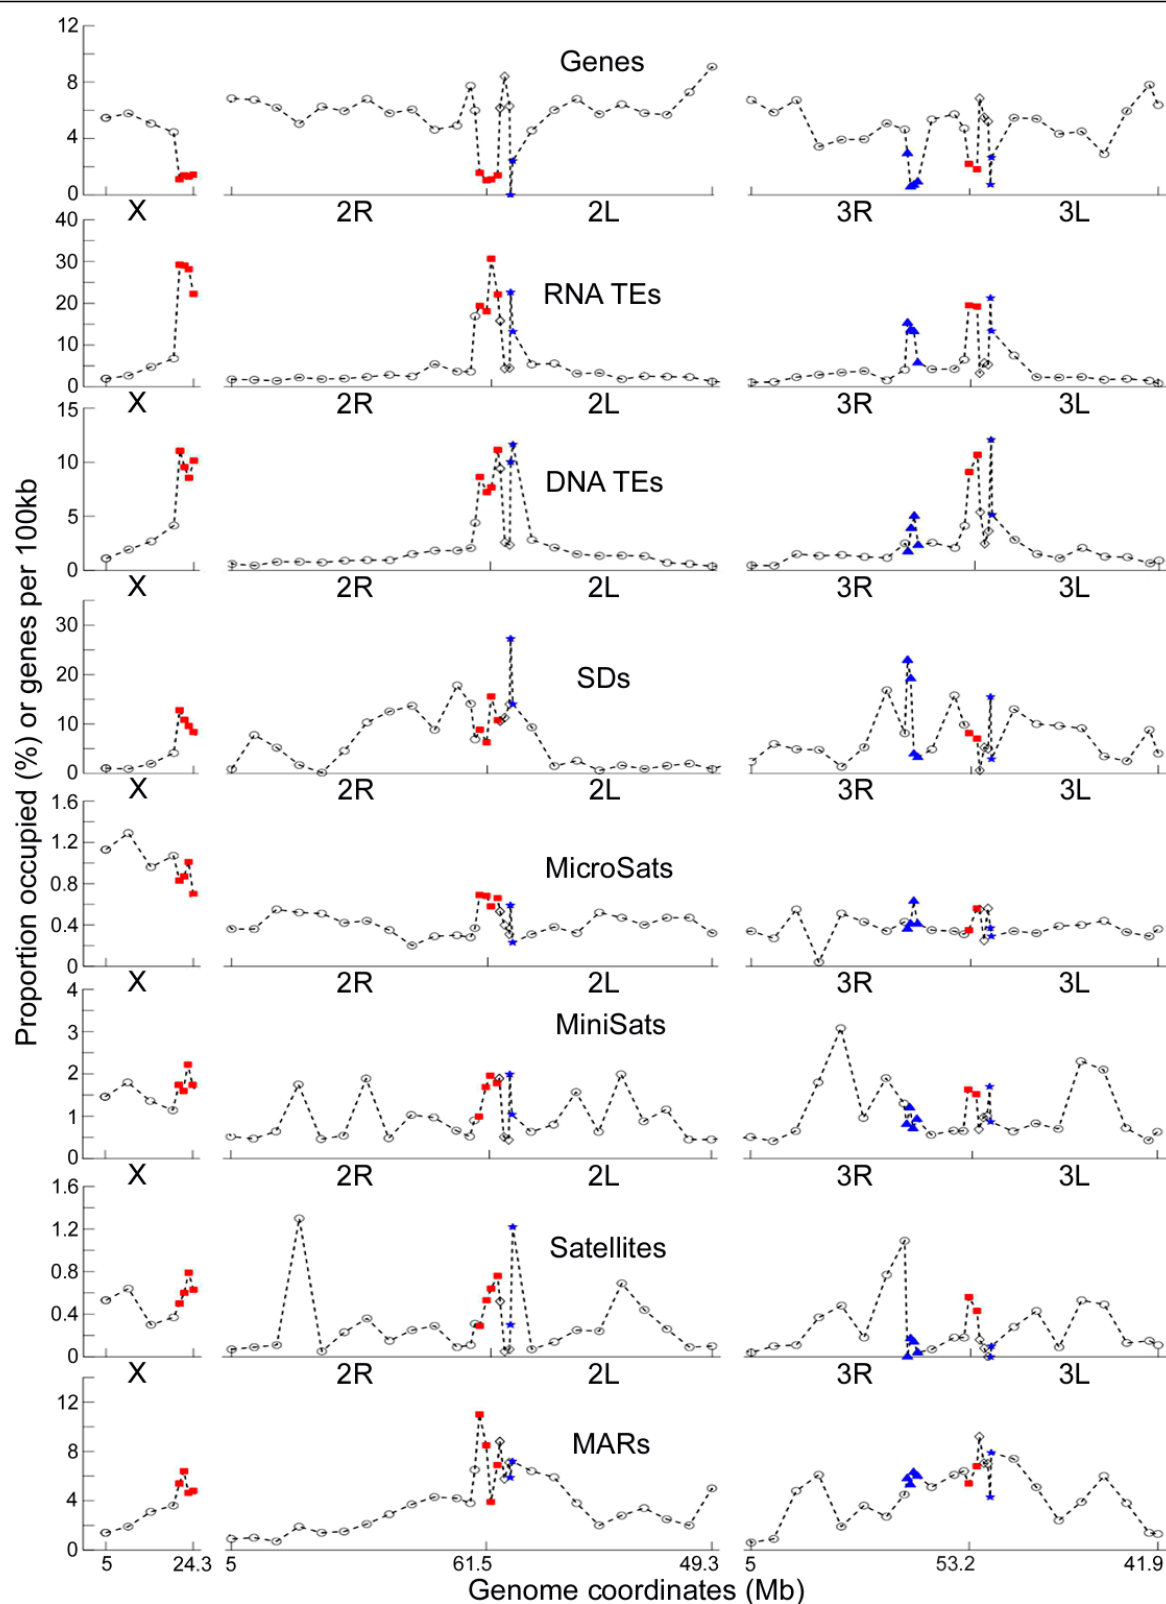 Proportion occupied (%) or genes per 100kb
12
8
4
0
Genes
X 2R 2L 3R 3L
40
30
20
10
0
RNA TEs
X 2R 2L 3R 3L
15
10
5
0
DNA TEs
X 2R 2L 3R 3L
30
20
10
0
SDs
X 2R 2L 3R 3L
1.6
1.2
0.8
0.4
0
MicroSats
X 2R 2L 3R 3L
4
3
2
1
0
MiniSats
X 2R 2L 3R 3L
1.6
1.2
0.8
0.4
0
Satellites
X 2R 2L 3R 3L
12
8
4
0
MARs
5 24.3 5 61.5 49.3 5 53.2 41.9
Genome coordinates (Mb)